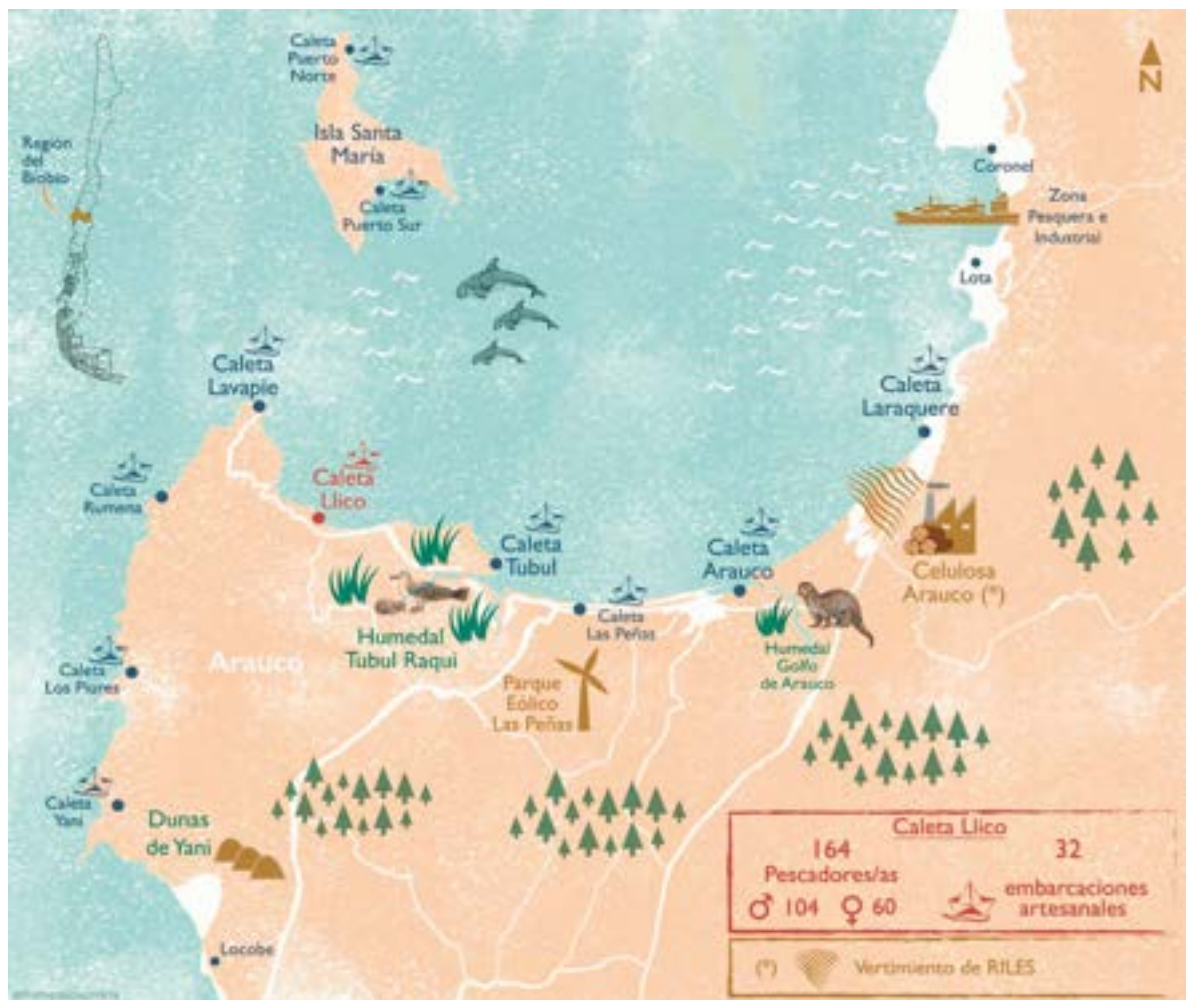 Caleta
Puerto
Norte
N
Región
del
Biobío
Isla Santa
María
Caleta
Puerto Sur
Coronel
Zona
Pesquera e
Industrial
Lota
Caleta
Lavapie
Caleta
Laraquere
Caleta
Rumena
Caleta
Llico
Caleta
Tubul
Caleta
Arauco
Celulosa
Arauco (*)
Caleta
Las Peñas
Humedal
Tubul Raqui
Humedal
Golfo
de Arauco
Arauco
Caleta
Los Piures
Parque
Eólico
Las Peñas
Caleta
Yani
Dunas
de Yani
Locobe
Caleta Llico
164
Pescadores/as
♂ 104 ♀ 60
32
embarcaciones
artesanales
(*) Vertimiento de RILES